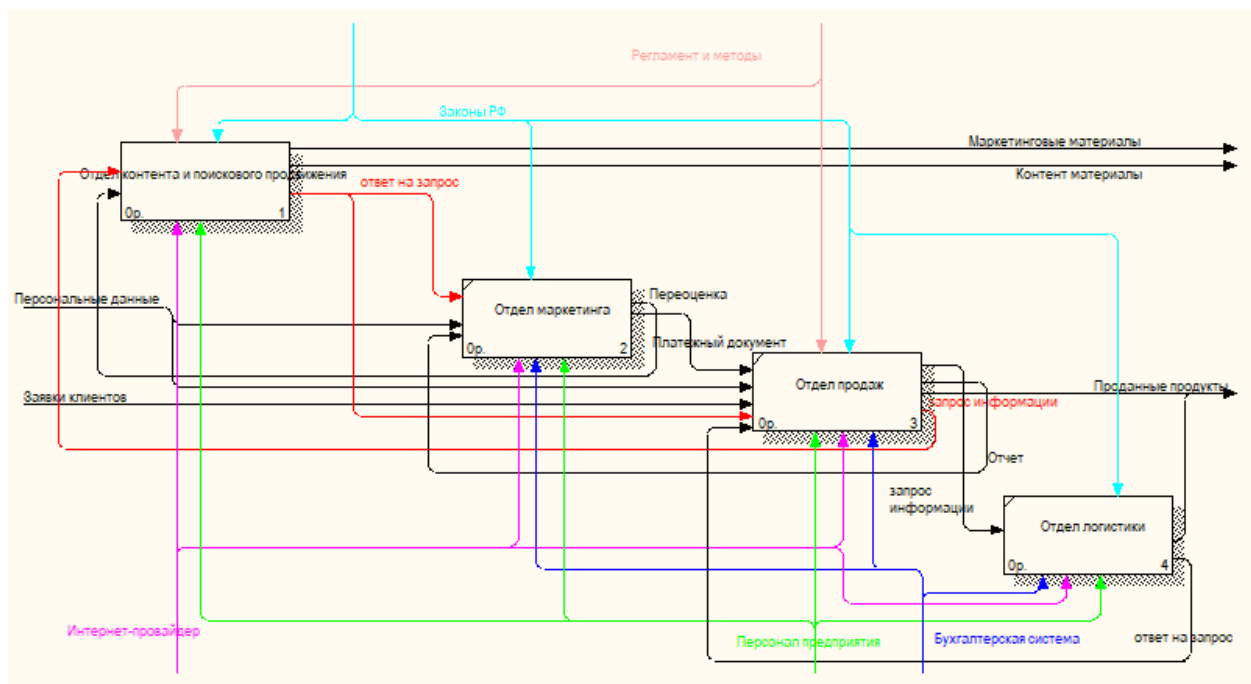 Регламент и методы
Законы РФ
Маркетинговые материалы
Отдел контента и поискового продвижения
Контент материалы
ответ на запрос
0р.
1
Персональные данные
Переоценка
Отдел маркетинга
Платежный документ
0р.
2
Отдел продаж
Проданные продукты
Заявки клиентов
запрос информации
0р.
3
Отчет
запрос
информации
Отдел логистики
0р.
4
Интернет-провайдер
Персонал предприятия
Бухгалтерская система
ответ на запрос